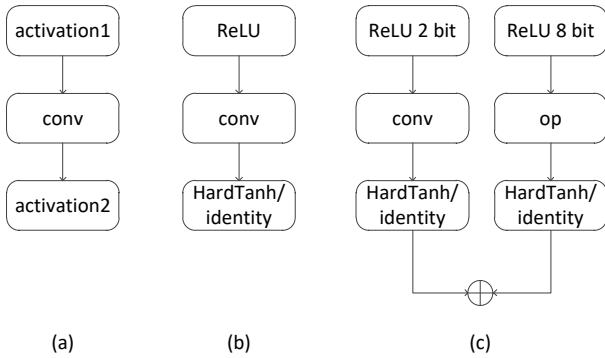 activation1
conv
activation2
(a)
ReLU
conv
HardTanh/
identity
(b)
ReLU 2 bit
conv
HardTanh/
identity
ReLU 8 bit
op
HardTanh/
identity
(c)